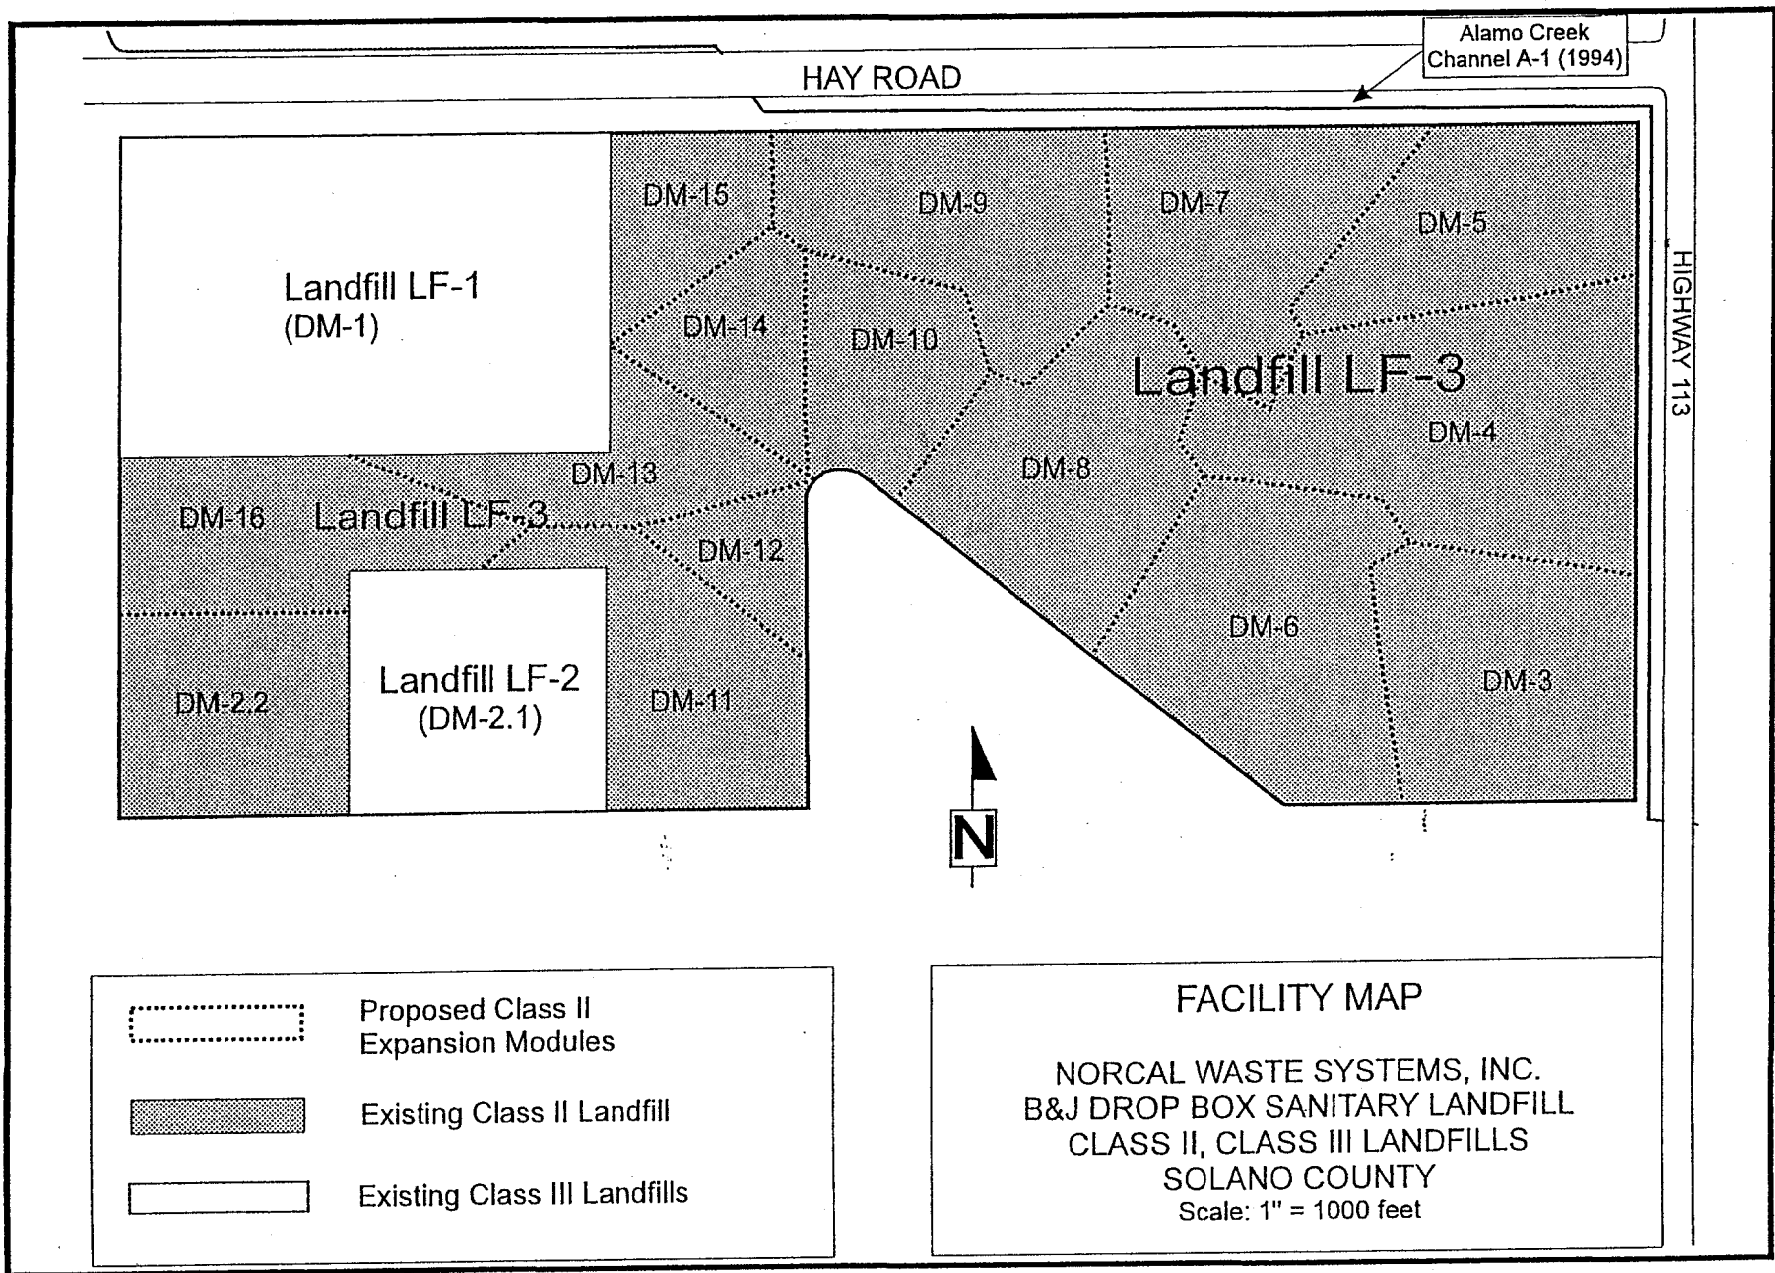 Alamo Creek
Channel A-1 (1994)
HAY ROAD
HIGHWAY 113
DM-15
DM-9
DM-7
DM-5
Landfill LF-1
(DM-1)
DM-14
DM-10
Landfill LF-3
DM-4
DM-13
DM-8
DM-16
Landfill LF-3
DM-12
DM-6
DM-3
Landfill LF-2
(DM-2.1)
DM-2.2
DM-11
N
Proposed Class II
Expansion Modules
Existing Class II Landfill
Existing Class III Landfills
FACILITY MAP
NORCAL WASTE SYSTEMS, INC.
B&J DROP BOX SANITARY LANDFILL
CLASS II, CLASS III LANDFILLS
SOLANO COUNTY
Scale: 1" = 1000 feet